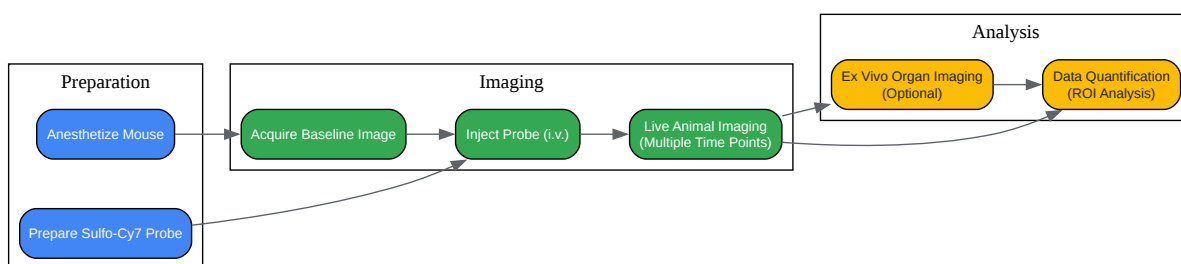 Preparation
Anesthetize Mouse
Prepare Sulfo-Cy7 Probe
Imaging
Acquire Baseline Image
Inject Probe (i.v.)
Live Animal Imaging
(Multiple Time Points)
Analysis
Ex Vivo Organ Imaging
(Optional)
Data Quantification
(ROI Analysis)